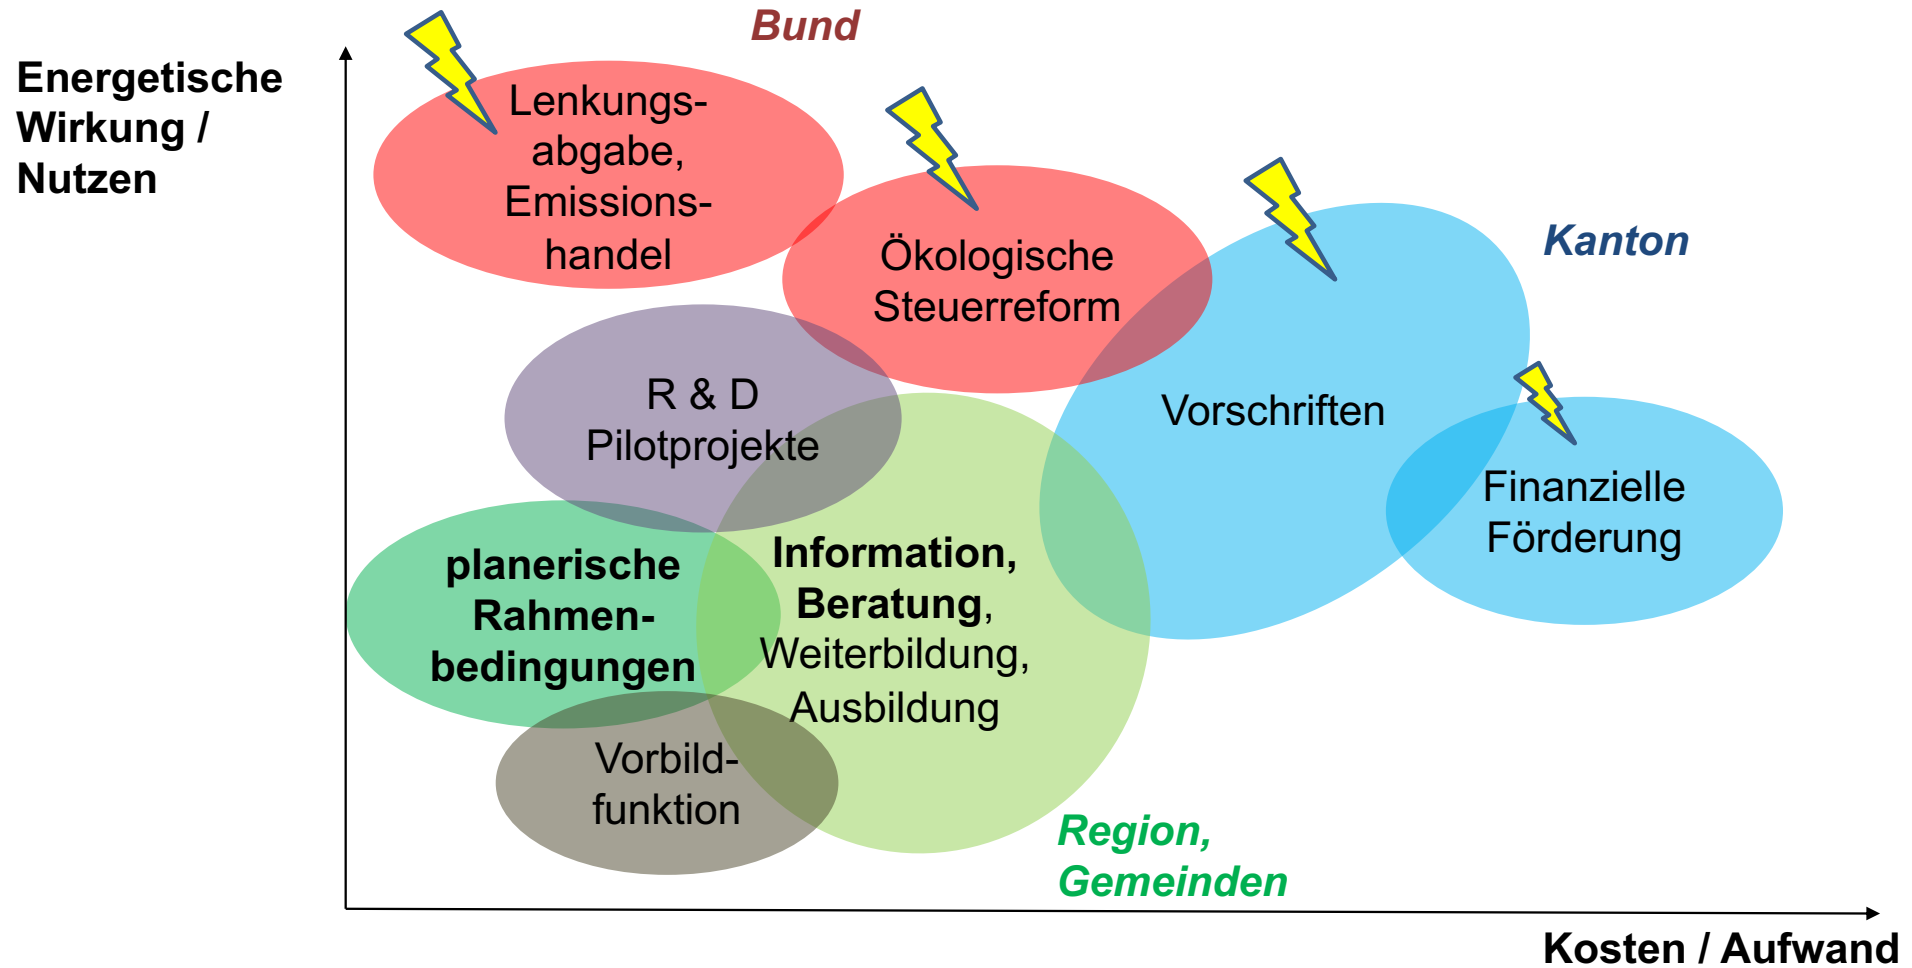 Bund
Energetische
Wirkung /
Nutzen
Lenkungs-
abgabe,
Emissions-
handel
Ökologische
Steuerreform
Kanton
R & D
Pilotprojekte
Vorschriften
Finanzielle
Förderung
planerische
Rahmen-
bedingungen
Information,
Beratung,
Weiterbildung,
Ausbildung
Vorbild-
funktion
Region,
Gemeinden
Kosten / Aufwand